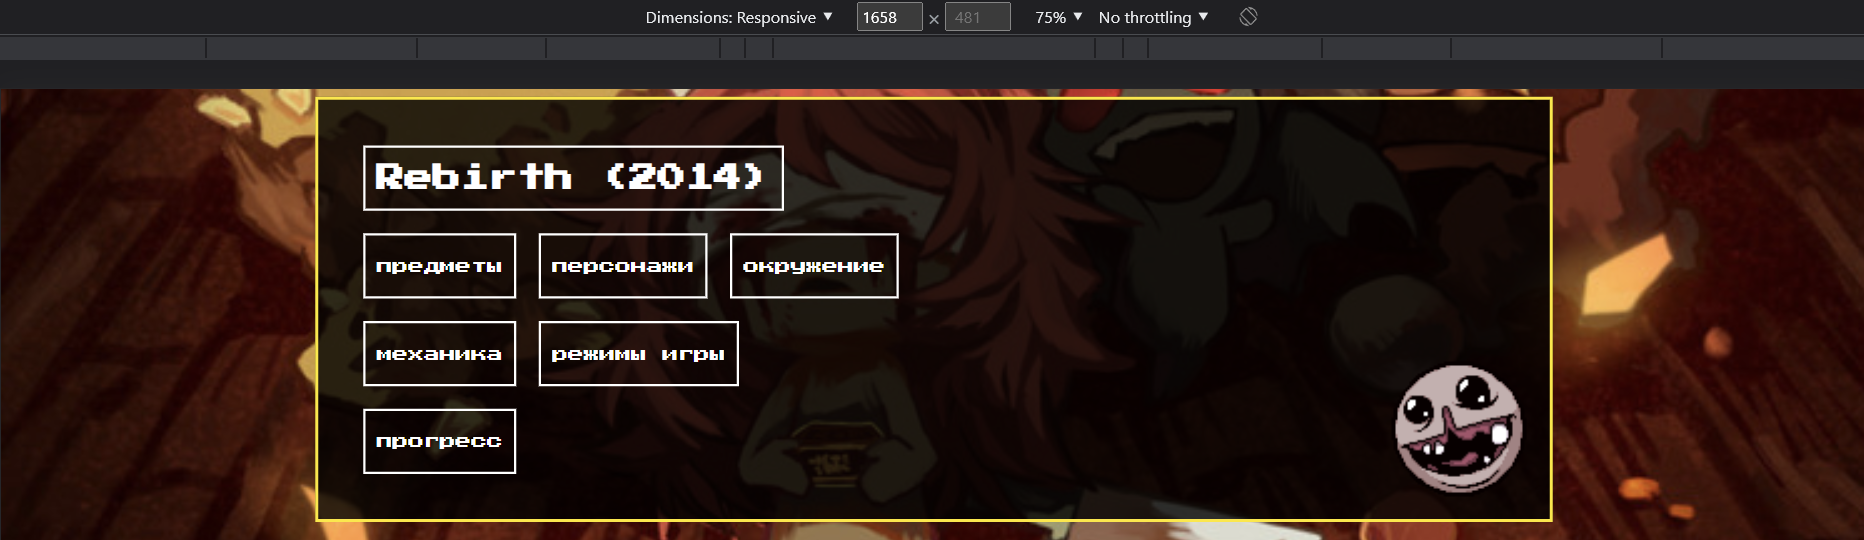 Dimensions: Responsive ▼ 1658 × 481 75% ▼ No throttling ▼
Rebirth (2014)
предметы персонажи окружение
механика режимы игры
прогресс